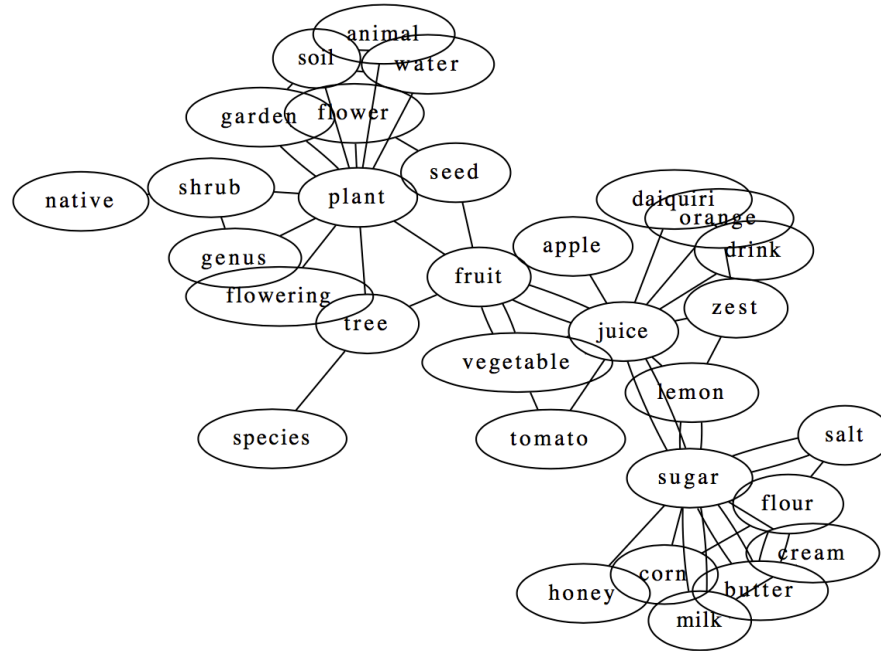 animal
soil
water
garden
flower
seed
shrub
plant
native
daiquiri
orange
apple
drink
genus
fruit
flowering
zest
tree
juice
vegetable
lemon
species
tomato
salt
sugar
flour
cream
corn
honey
butter
milk